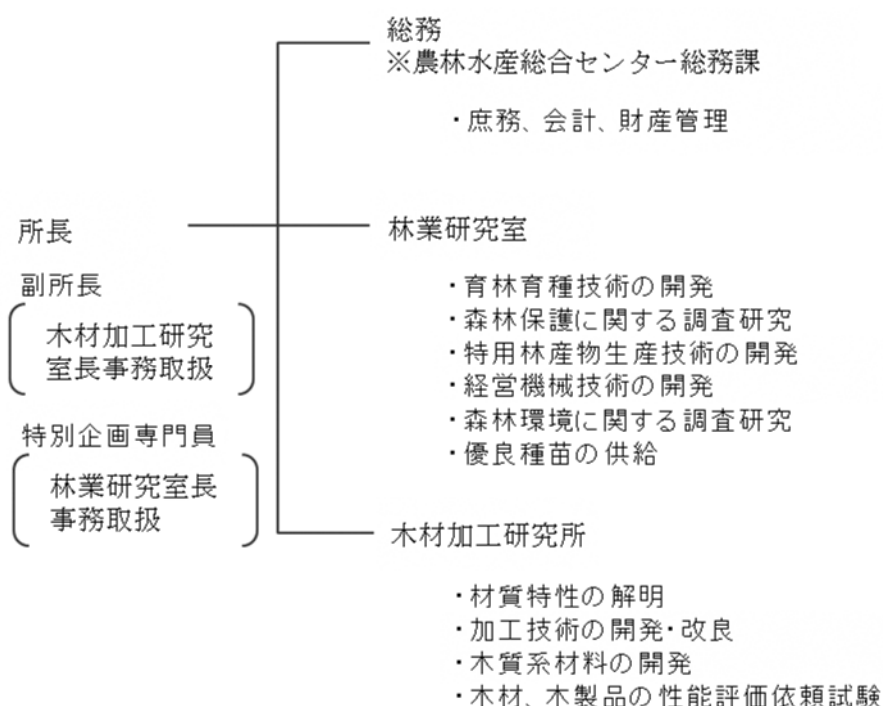 総務
※農林水産総合センター総務課
・庶務、会計、財産管理
所長
副所長
木材加工研究
室長事務取扱
特別企画専門員
林業研究室長
事務取扱
林業研究室
・育林育種技術の開発
・森林保護に関する調査研究
・特用林産物生産技術の開発
・経営機械技術の開発
・森林環境に関する調査研究
・優良種苗の供給
木材加工研究所
・材質特性の解明
・加工技術の開発・改良
・木質系材料の開発
・木材、木製品の性能評価依頼試験